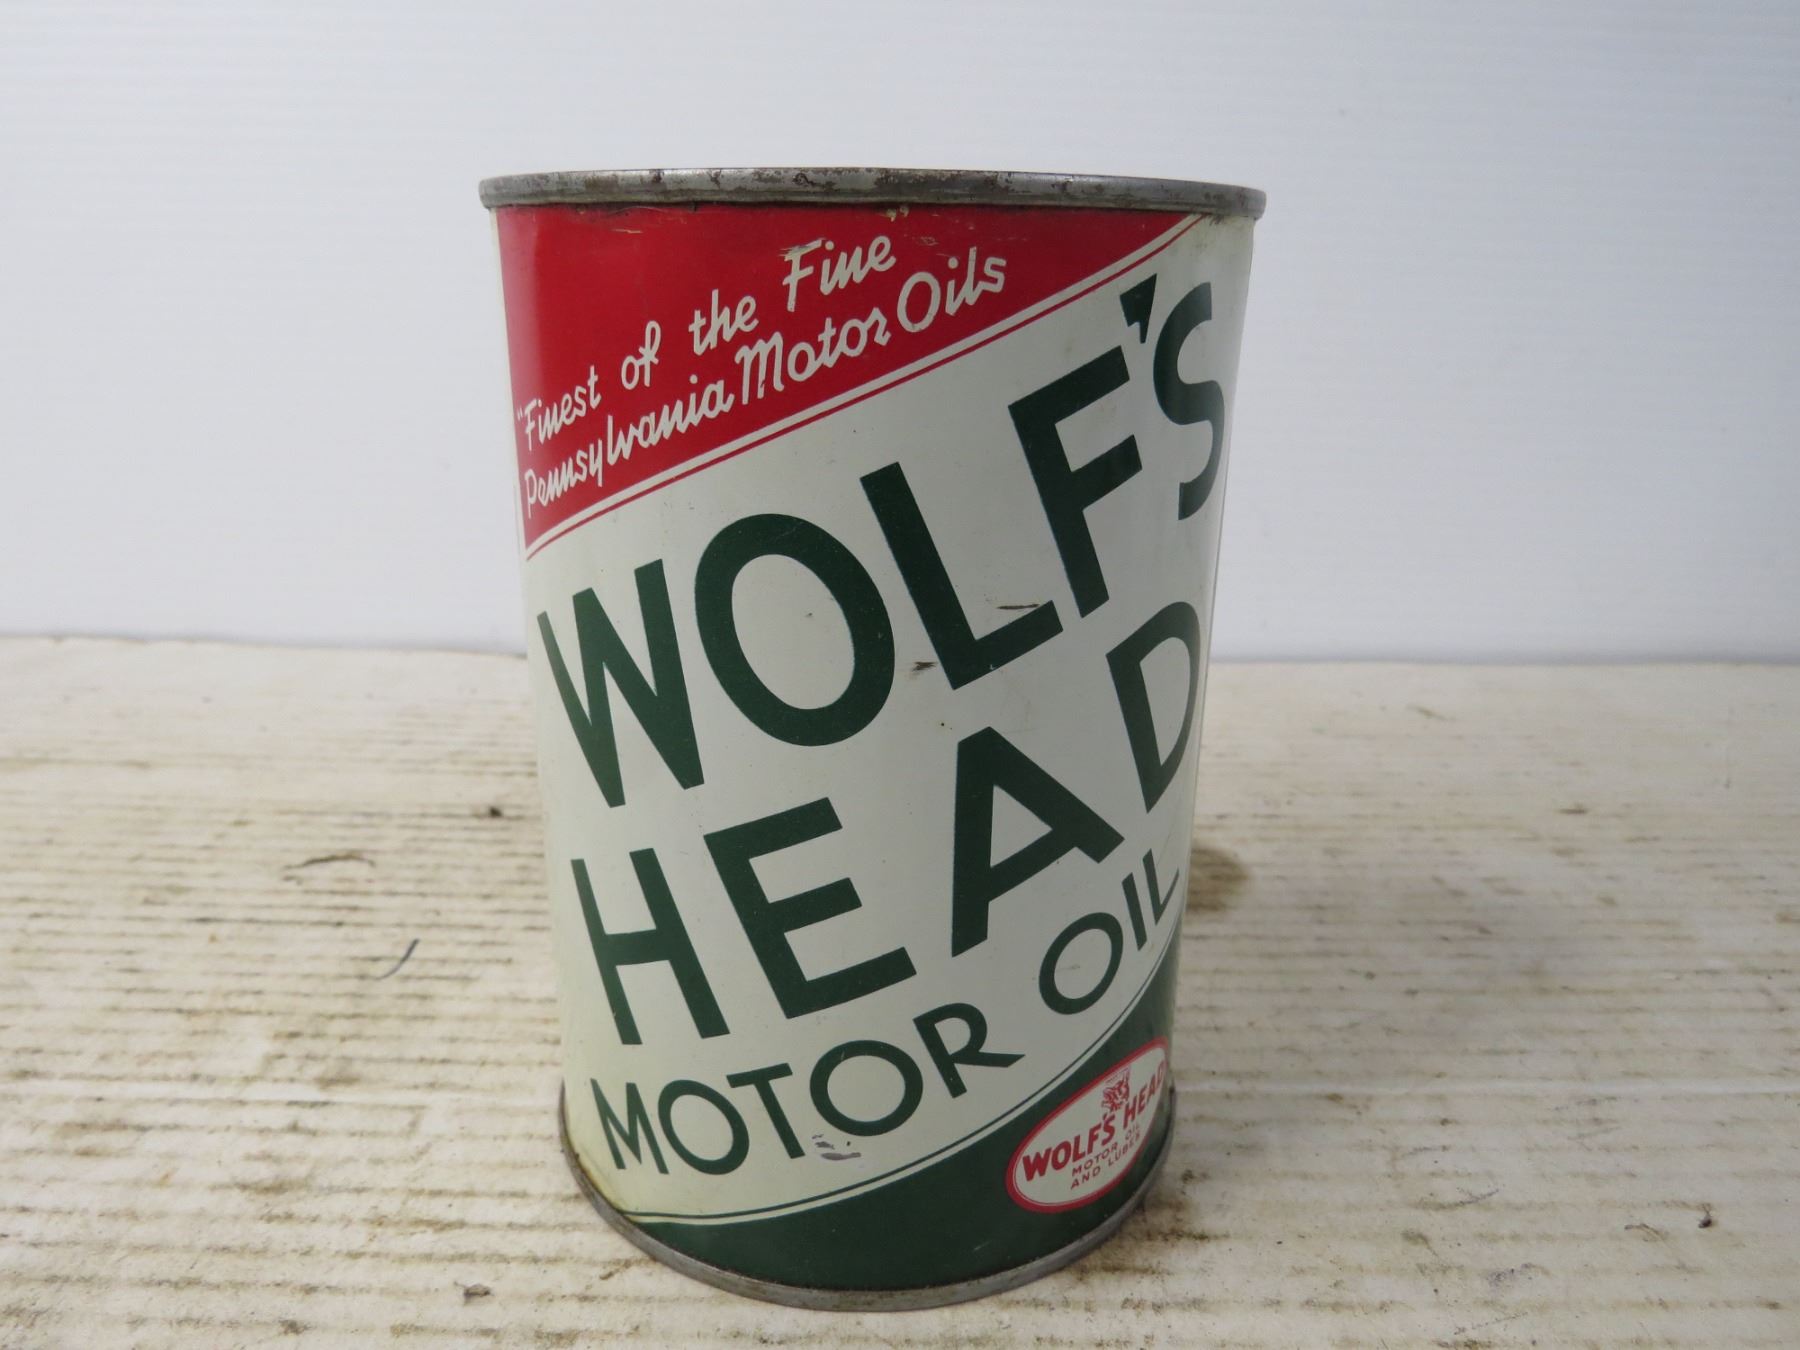 "Finest of the Fine"
Pennsylvania Motor Oils
WOLF'S
HEAD
MOTOR OIL
WOLF'S HEAD
MOTOR OIL
AND LUBES